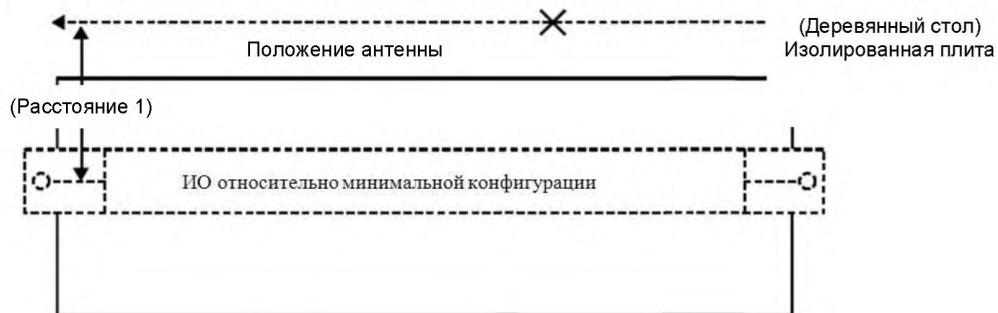 (Деревянный стол)
Положение антенны
Изолированная плита
(Расстояние 1)
ИО относительно минимальной конфигурации